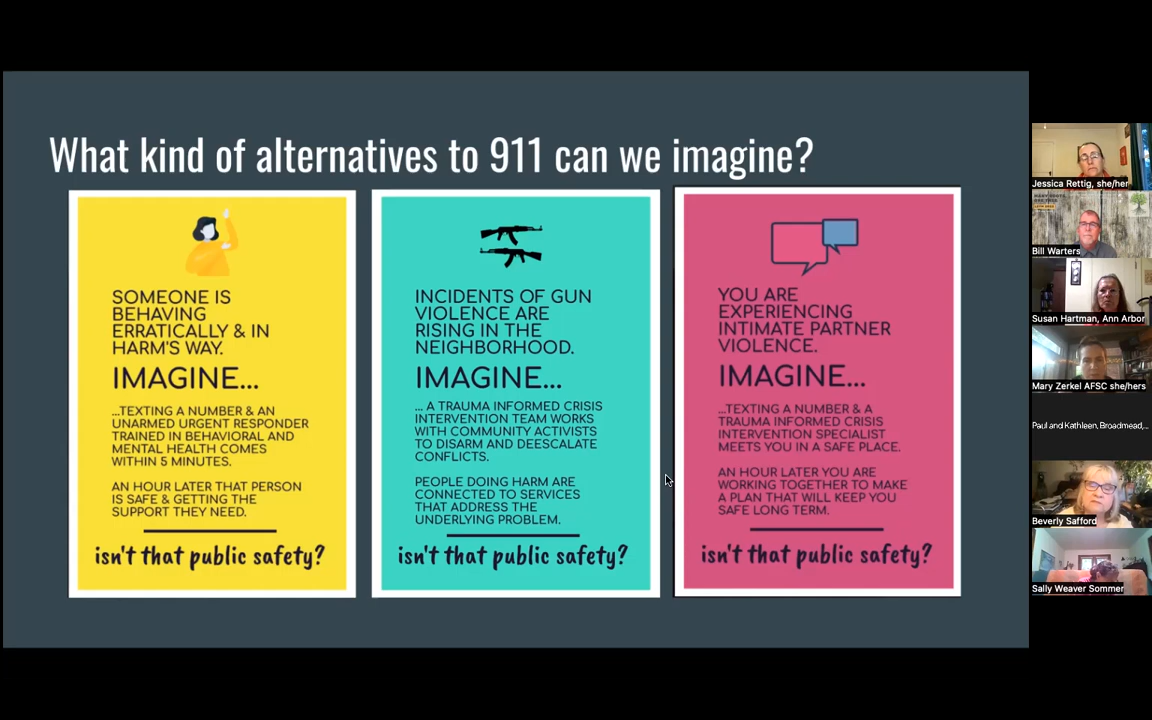 What kind of alternatives to 911 can we imagine?
SOMEONE IS
BEHAVING
ERRATICALLY & IN
HARM'S WAY.
IMAGINE...
...TEXTING A NUMBER & AN
UNARMED URGENT RESPONDER
TRAINED IN BEHAVIORAL AND
MENTAL HEALTH COMES
WITHIN 5 MINUTES.
AN HOUR LATER THAT PERSON
IS SAFE & GETTING THE
SUPPORT THEY NEED.
isn't that public safety?
INCIDENTS OF GUN
VIOLENCE ARE
RISING IN THE
NEIGHBORHOOD.
IMAGINE...
... A TRAUMA INFORMED CRISIS
INTERVENTION TEAM WORKS
WITH COMMUNITY ACTIVISTS
TO DISARM AND DEESCALATE
CONFLICTS.
PEOPLE DOING HARM ARE
CONNECTED TO SERVICES
THAT ADDRESS THE
UNDERLYING PROBLEM.
isn't that public safety?
YOU ARE
EXPERIENCING
INTIMATE PARTNER
VIOLENCE.
IMAGINE...
...TEXTING A NUMBER & A
TRAUMA INFORMED CRISIS
INTERVENTION SPECIALIST
MEETS YOU IN A SAFE PLACE.
AN HOUR LATER YOU ARE
WORKING TOGETHER TO MAKE
A PLAN THAT WILL KEEP YOU
SAFE LONG TERM.
isn't that public safety?
Jessica Rettig, she/her
Bill Warters
Susan Hartman, Ann Arbor
Mary Zerkel AFSC she/hers
Paul and Kathleen, Broadmead,...
Beverly Safford
Sally Weaver Sommer